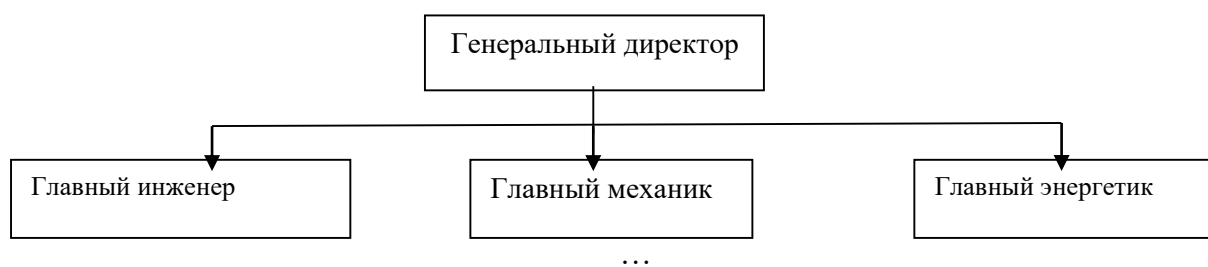 Генеральный директор
Главный инженер
Главный механик
Главный энергетик
…